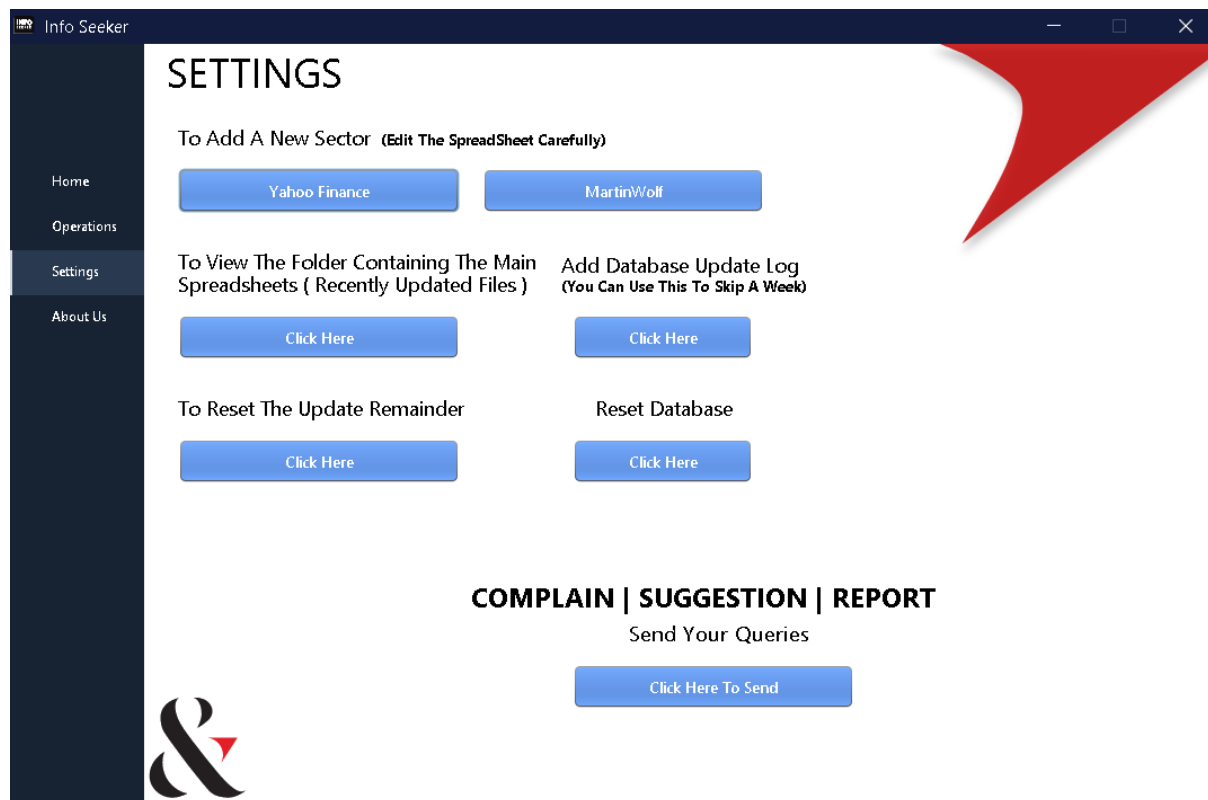 Info Seeker
SETTINGS
To Add A New Sector (Edit The SpreadSheet Carefully)
Home
Yahoo Finance
MartinWolf
Operations
Settings
To View The Folder Containing The Main
Spreadsheets ( Recently Updated Files )
Add Database Update Log
(You Can Use This To Skip A Week)
About Us
Click Here
Click Here
To Reset The Update Remainder
Reset Database
Click Here
Click Here
COMPLAIN | SUGGESTION | REPORT
Send Your Queries
Click Here To Send
&